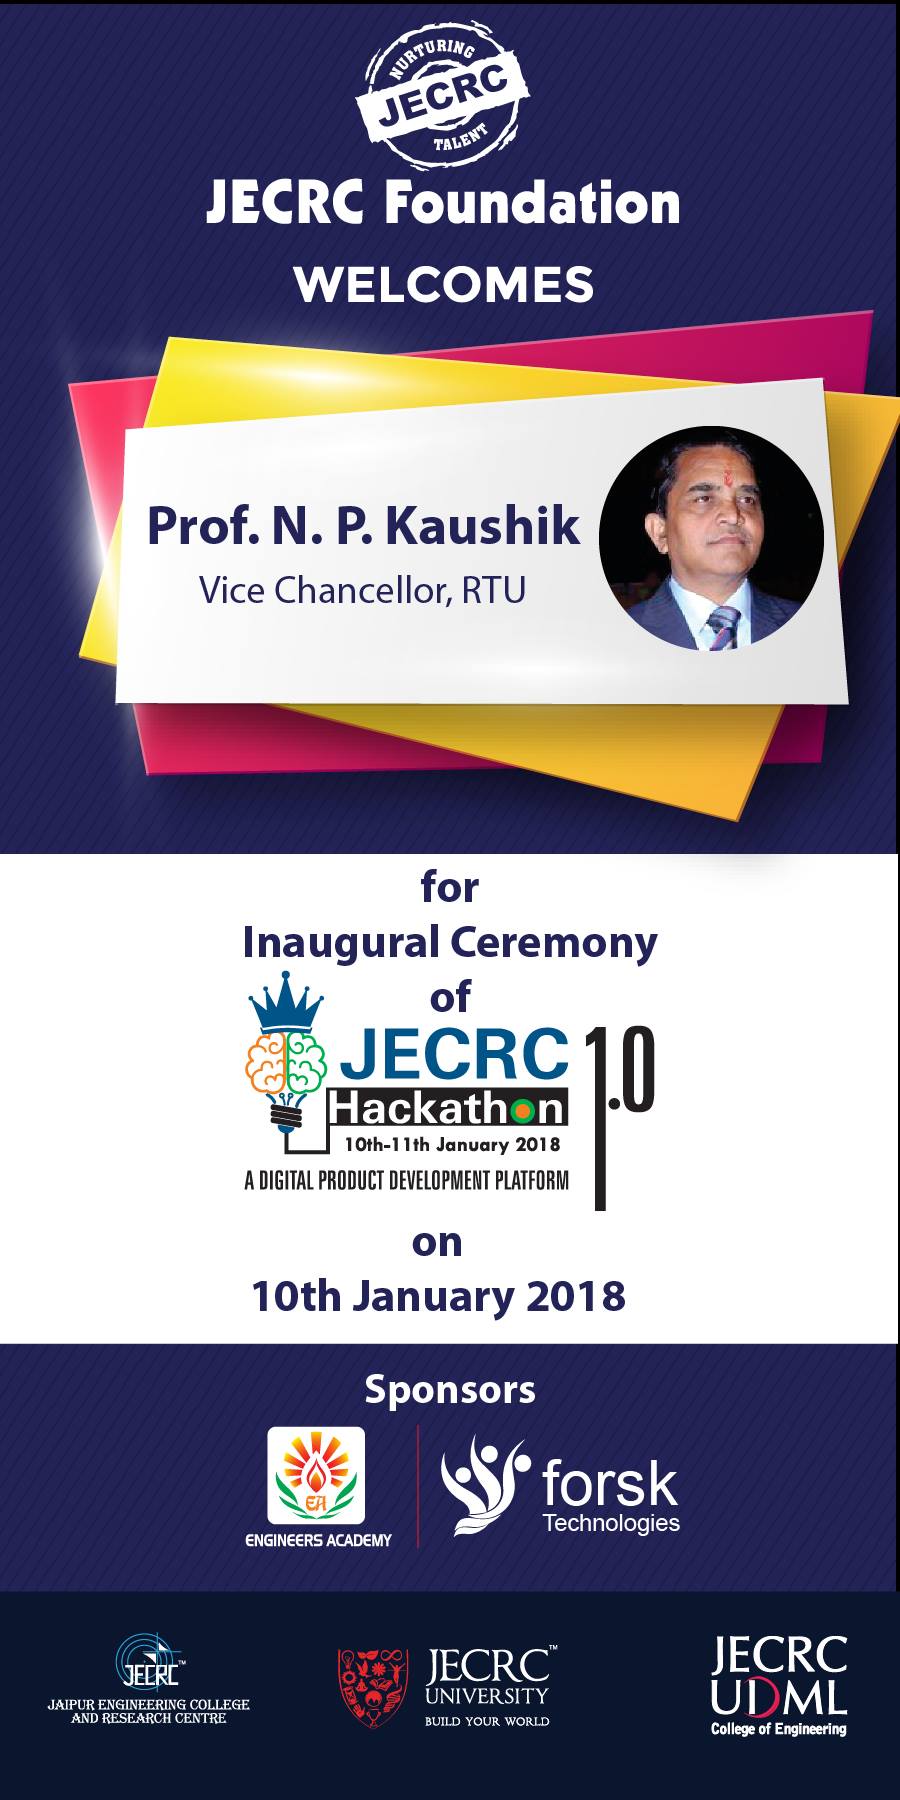 NURTURING
JECRC
TALENT
JECRC Foundation
WELCOMES
Prof. N. P. Kaushik
Vice Chancellor, RTU
for
Inaugural Ceremony
of
JECRC
Hackathon
1.0
10th-11th January 2018
A DIGITAL PRODUCT DEVELOPMENT PLATFORM
on
10th January 2018
Sponsors
EA
ENGINEERS ACADEMY
forsk
Technologies
JECRC™
JAIPUR ENGINEERING COLLEGE
AND RESEARCH CENTRE
JECRC™
UNIVERSITY
BUILD YOUR WORLD
JECRC
UDML
College of Engineering